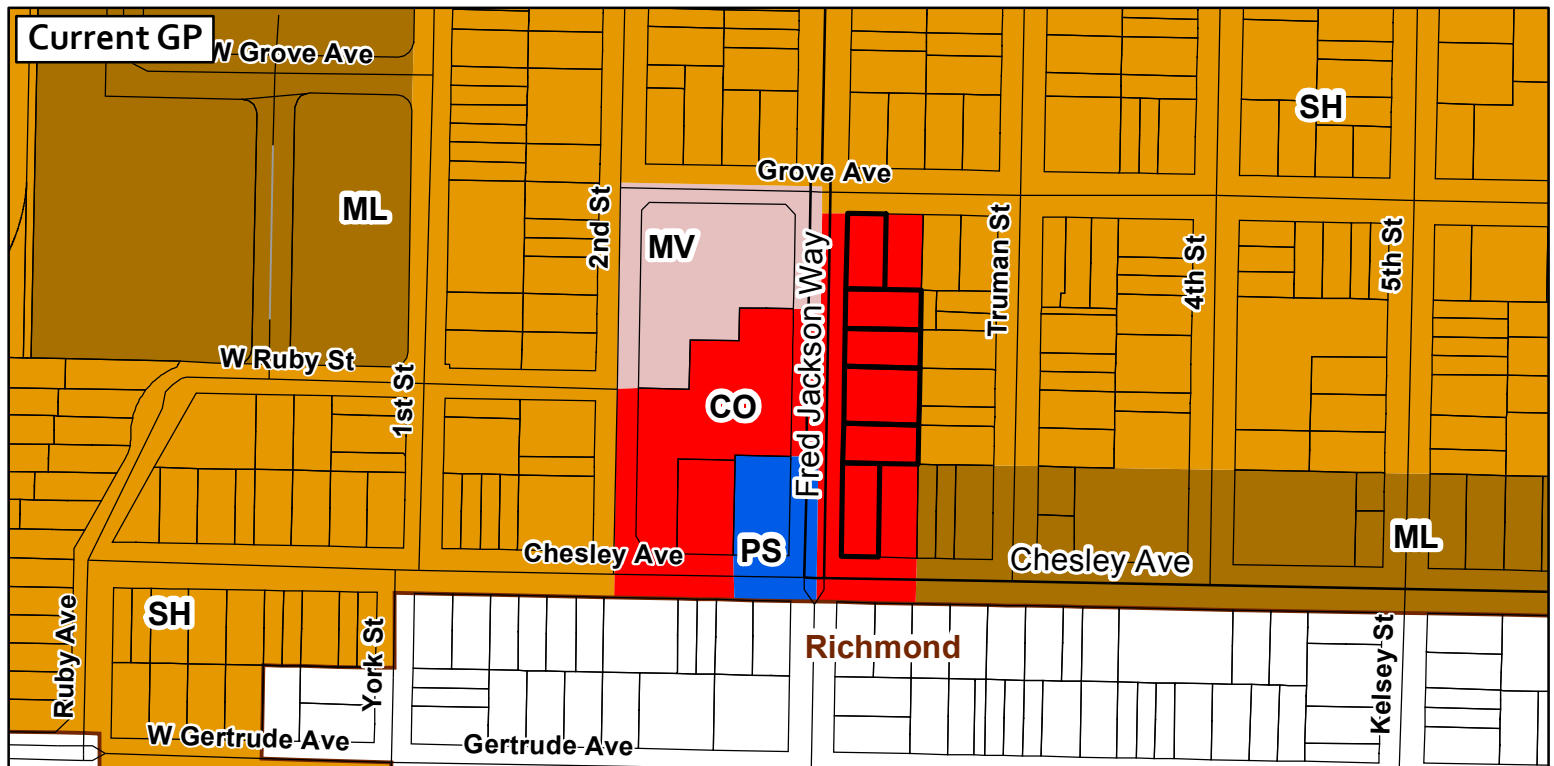 Current GP
W Grove Ave
SH
Grove Ave
ML
2nd St
MV
Fred Jackson Way
Truman St
4th St
5th St
W Ruby St
1st St
CO
Chesley Ave
PS
Chesley Ave
ML
Ruby Ave
SH
York St
Richmond
Kelsey St
W Gertrude Ave
Gertrude Ave